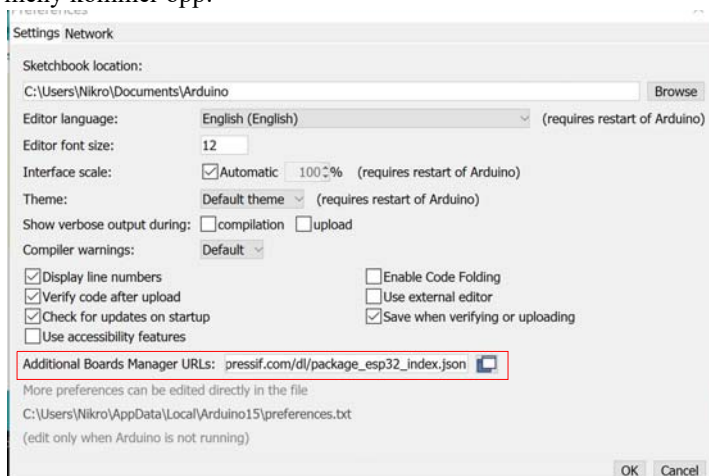 meny kommer opp.
Preferences
Settings Network
Sketchbook location:
C:\Users\Nikro\Documents\Arduino Browse
Editor language: English (English) (requires restart of Arduino)
Editor font size: 12
Interface scale: Automatic 100 % (requires restart of Arduino)
Theme: Default theme (requires restart of Arduino)
Show verbose output during: compilation upload
Compiler warnings: Default
Display line numbers Enable Code Folding
Verify code after upload Use external editor
Check for updates on startup Save when verifying or uploading
Use accessibility features
Additional Boards Manager URLs: pressif.com/dl/package_esp32_index.json
More preferences can be edited directly in the file
C:\Users\Nikro\AppData\Local\Arduino15\preferences.txt
(edit only when Arduino is not running)
OK Cancel